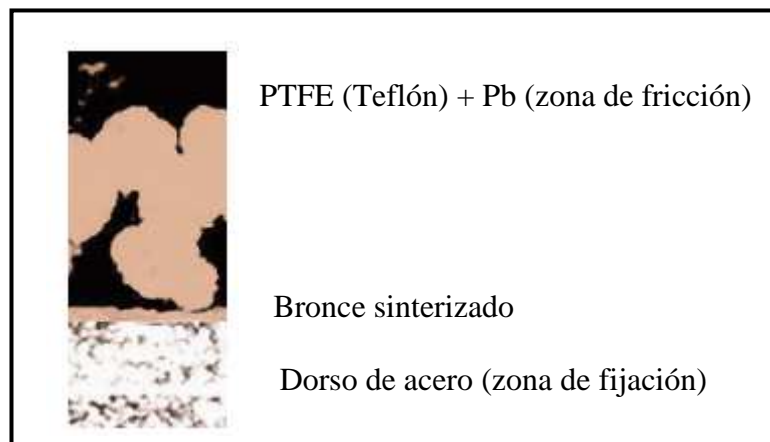 PTFE (Teflón) + Pb (zona de fricción)
Bronce sinterizado
Dorso de acero (zona de fijación)